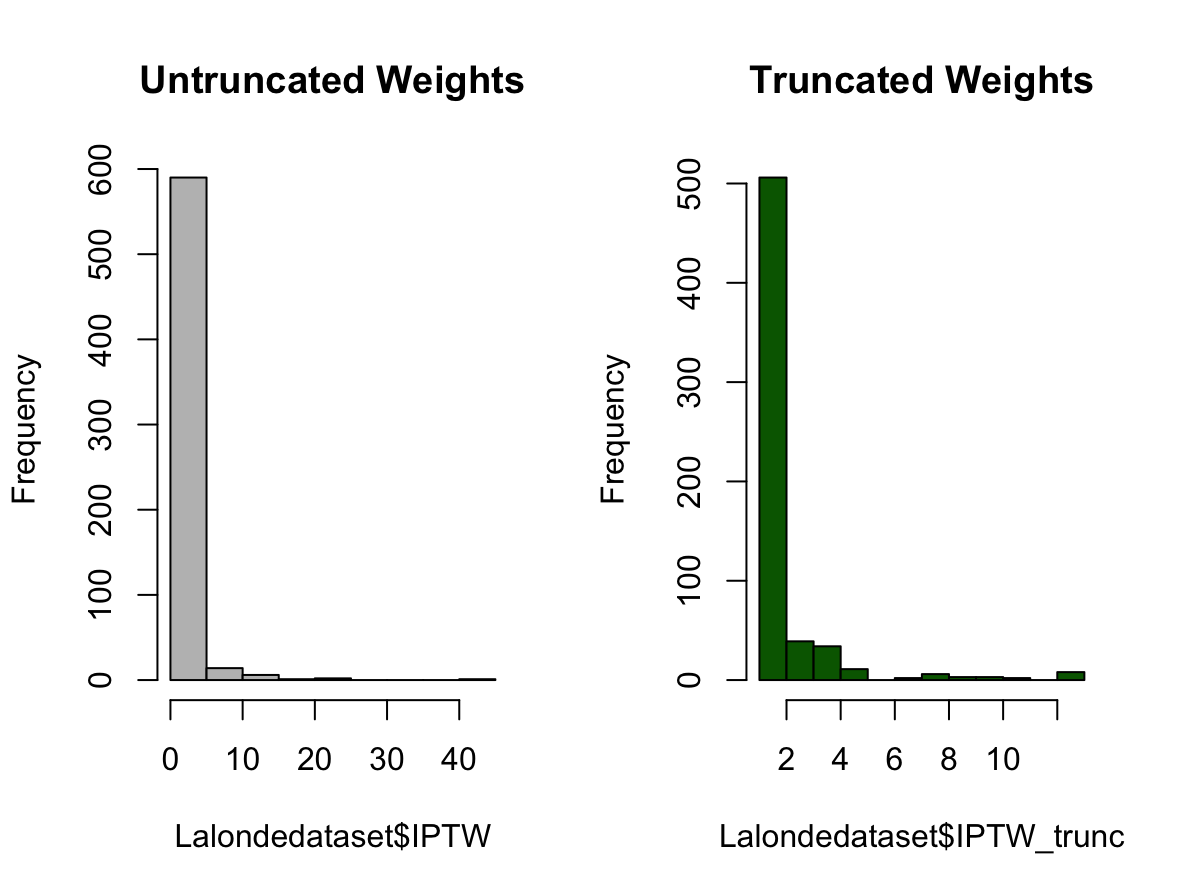 Untruncated Weights
Frequency
0 100 200 300 400 500 600
0 10 20 30 40
Lalondedataset$IPTW
Truncated Weights
Frequency
0 100 200 300 400 500
2 4 6 8 10
Lalondedataset$IPTW_trunc